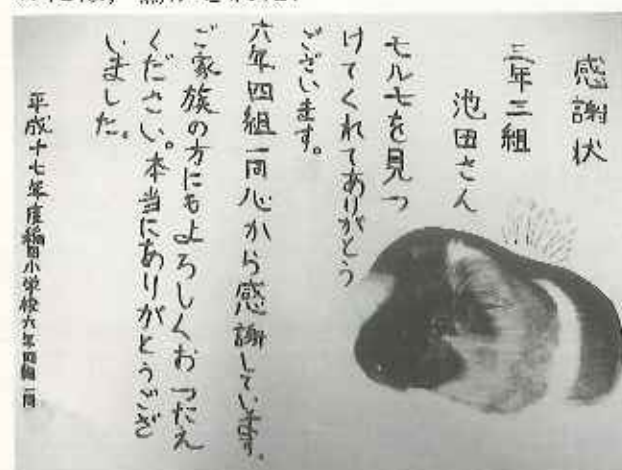 感謝状
三年三組
池田さん
モルモを見つ
けてくれてありがとう
ございます。
六年四組一同心から感謝しています。
ご家族の方にもよろしくおつたえ
ください。本当にありがとうござ
いました。
平成十七年度 小学校六年四組一同